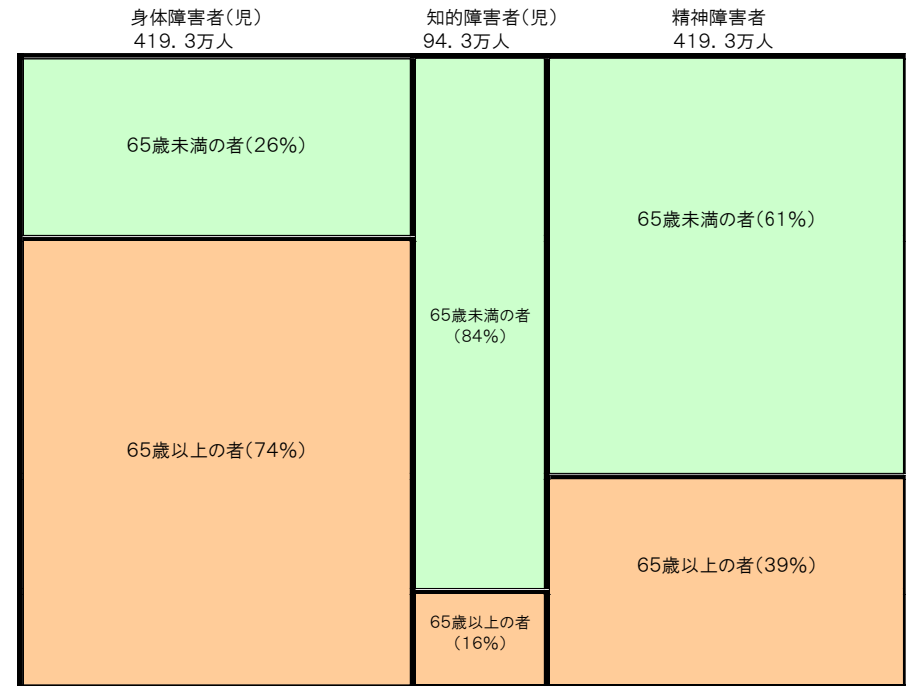 身体障害者(児)
419.3万人
知的障害者(児)
94.3万人
精神障害者
419.3万人
65歳未満の者(26%)
65歳以上の者(74%)
65歳未満の者
(84%)
65歳以上の者
(16%)
65歳未満の者(61%)
65歳以上の者(39%)